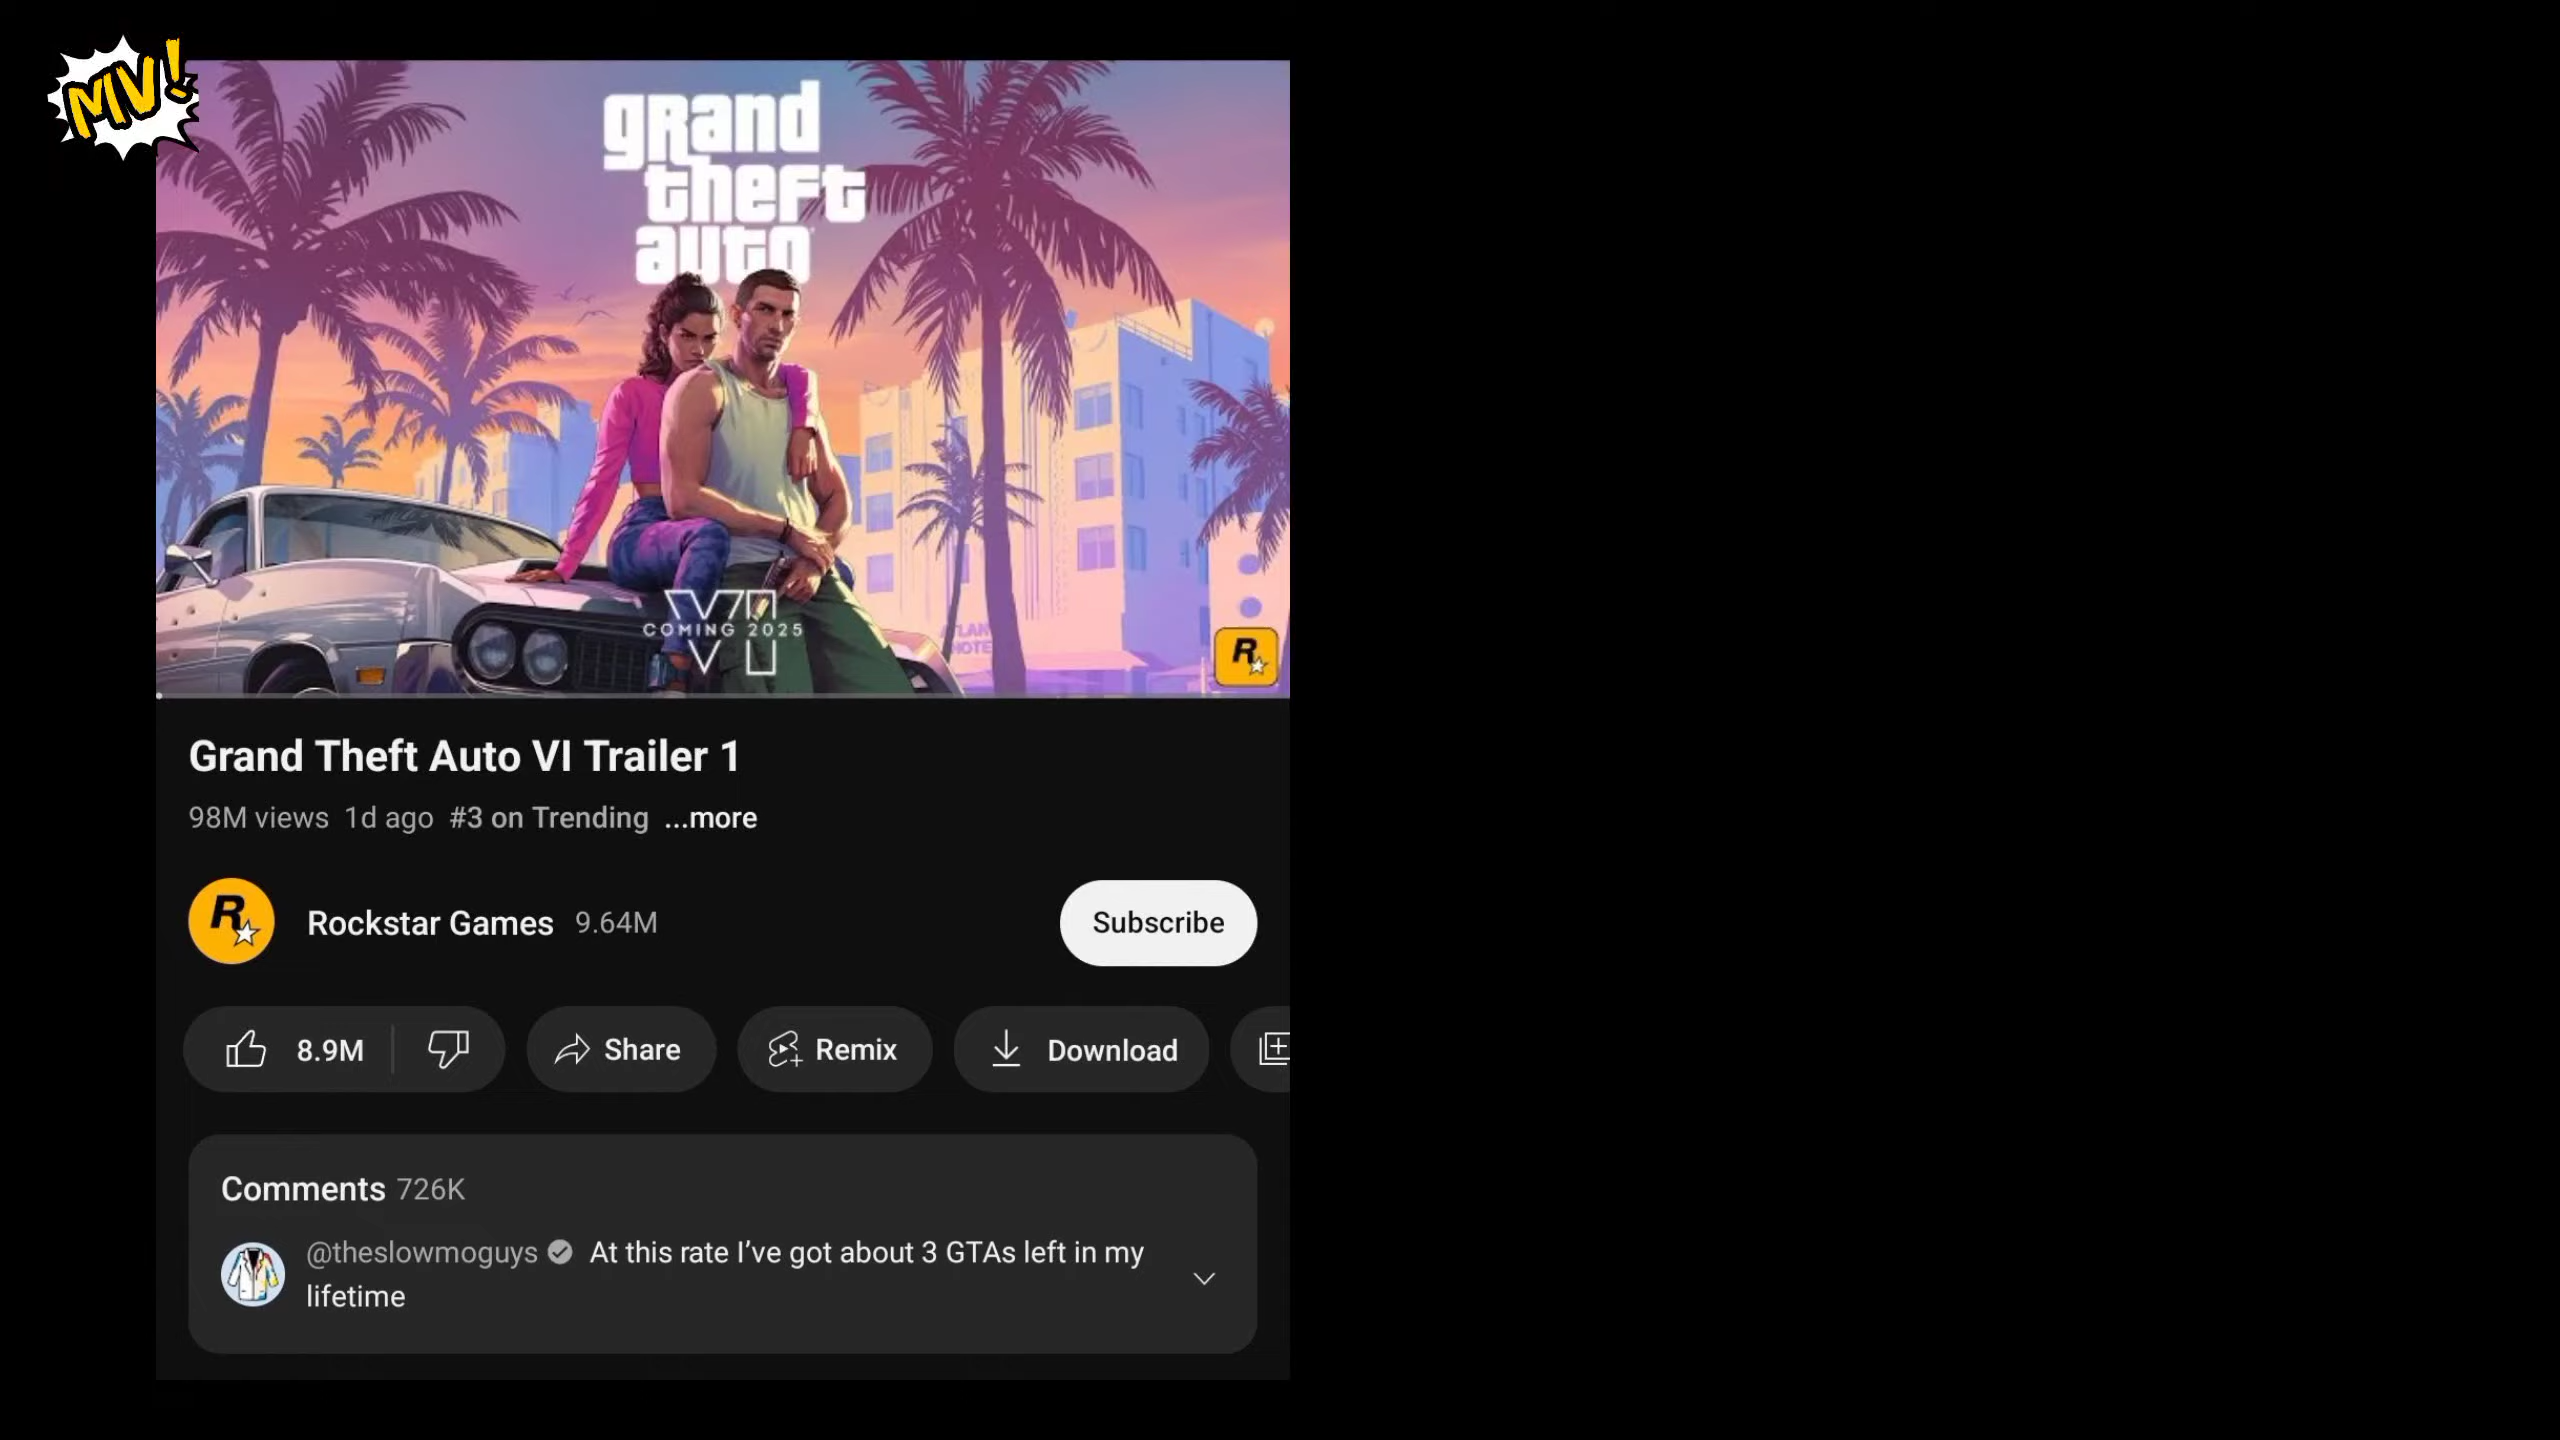 MV!
grand
theft
auto
VI
COMING 2025
R
Grand Theft Auto VI Trailer 1
98M views 1d ago #3 on Trending ...more
R
Rockstar Games 9.64M
Subscribe
8.9M
Share
Remix
Download
Comments 726K
@theslowmoguys At this rate I’ve got about 3 GTAs left in my
lifetime